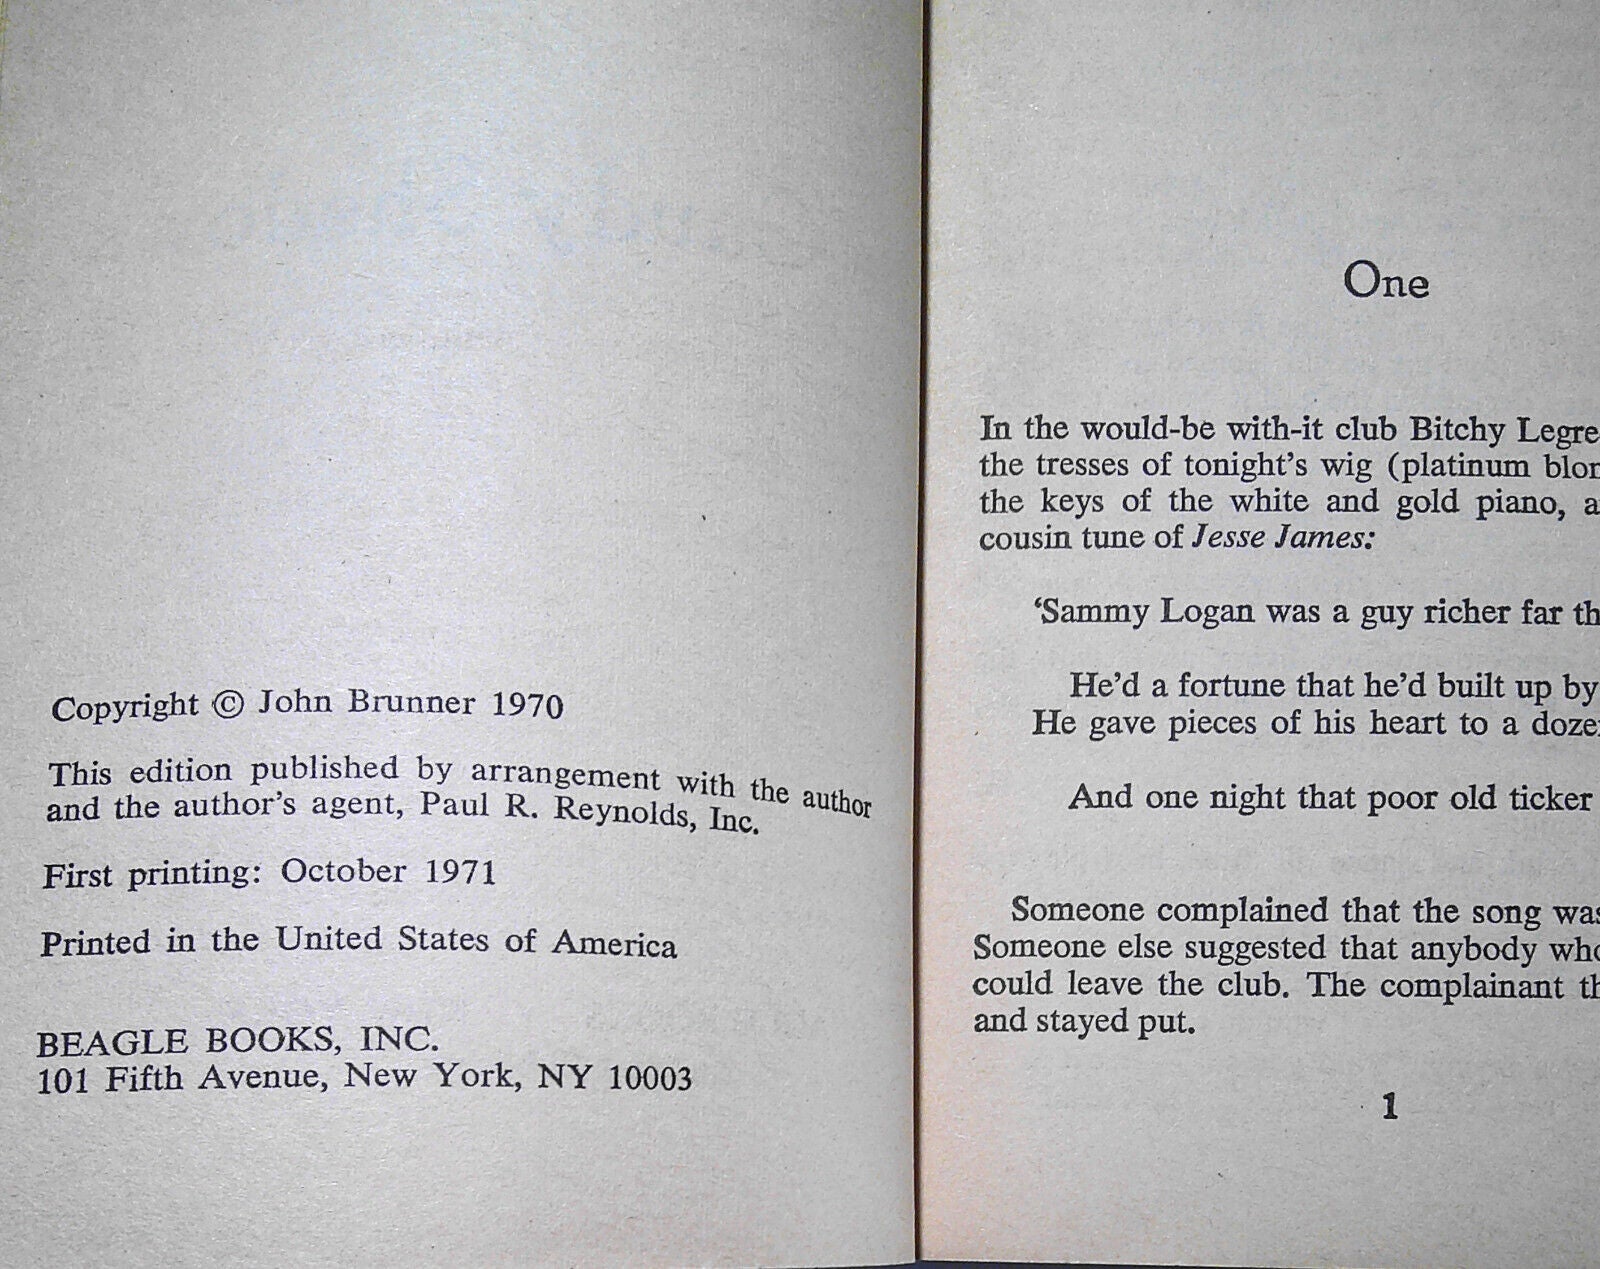 Copyright © John Brunner 1970
This edition published by arrangement with the author
and the author's agent, Paul R. Reynolds, Inc.
First printing: October 1971
Printed in the United States of America
BEAGLE BOOKS, INC.
101 Fifth Avenue, New York, NY 10003
One
In the would-be with-it club Bitchy Legre
the tresses of tonight's wig (platinum blon
the keys of the white and gold piano, a
cousin tune of Jesse James:
‘Sammy Logan was a guy richer far th
He'd a fortune that he'd built up by
He gave pieces of his heart to a doze
And one night that poor old ticker
Someone complained that the song was
Someone else suggested that anybody who
could leave the club. The complainant th
and stayed put.
1